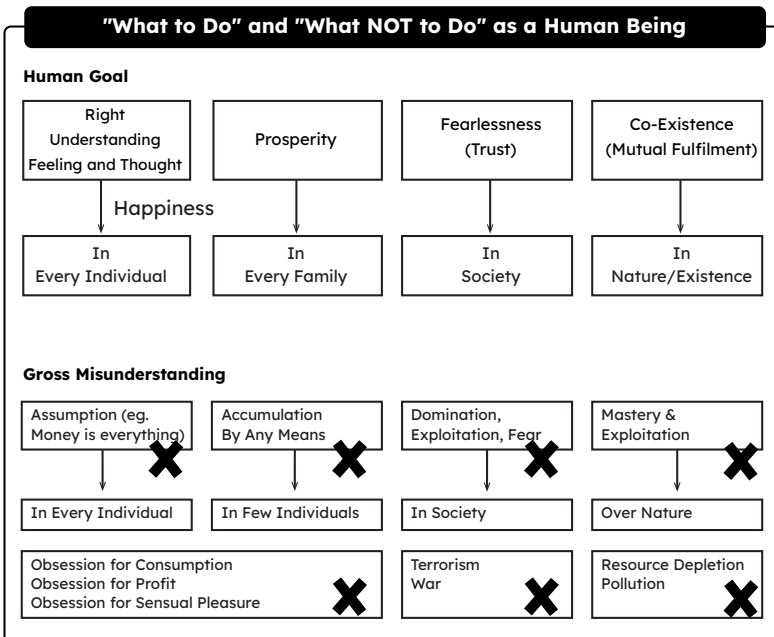 "What to Do" and "What NOT to Do" as a Human Being
Human Goal
Right
Understanding
Feeling and Thought
Prosperity
Fearlessness
(Trust)
Co-Existence
(Mutual Fulfilment)
Happiness
In
Every Individual
In
Every Family
In
Society
In
Nature/Existence
Gross Misunderstanding
Assumption (eg.
Money is everything)
Accumulation
By Any Means
Domination,
Exploitation, Fear
Mastery &
Exploitation
In Every Individual
In Few Individuals
In Society
Over Nature
Obsession for Consumption
Obsession for Profit
Obsession for Sensual Pleasure
Terrorism
War
Resource Depletion
Pollution